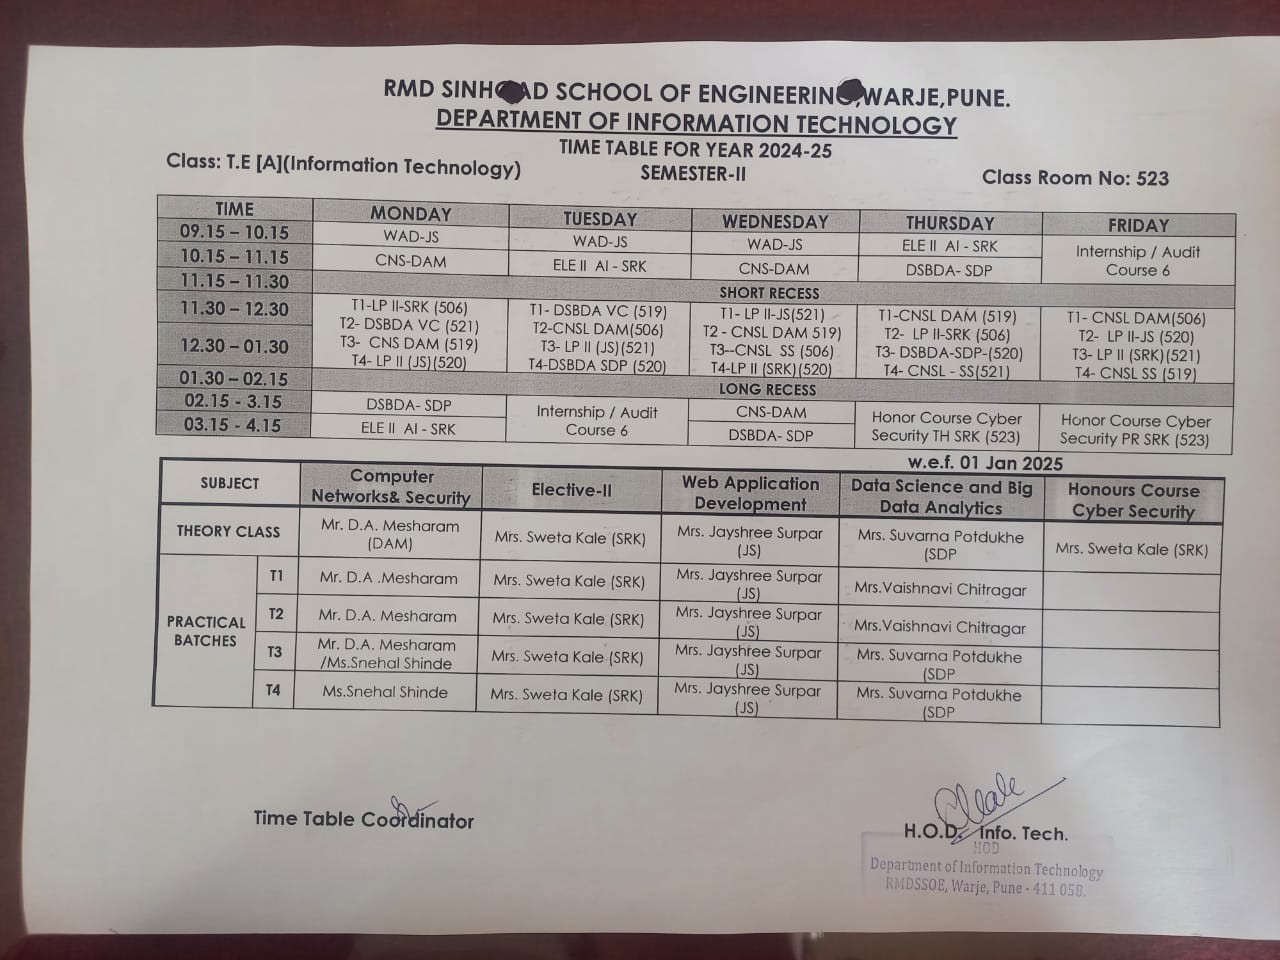 RMD SINHGAD SCHOOL OF ENGINEERING,WARJE,PUNE.
DEPARTMENT OF INFORMATION TECHNOLOGY
TIME TABLE FOR YEAR 2024-25
Class: T.E [A](Information Technology) SEMESTER-II Class Room No: 523
TIME MONDAY TUESDAY WEDNESDAY THURSDAY FRIDAY
09.15 – 10.15 WAD-JS WAD-JS WAD-JS ELE II AI - SRK Internship / Audit
10.15 – 11.15 CNS-DAM ELE II AI - SRK CNS-DAM DSBDA- SDP Course 6
11.15 – 11.30 SHORT RECESS
11.30 – 12.30 T1-LP II-SRK (506) T1- DSBDA VC (519) T1- LP II-JS(521) T1-CNSL DAM (519) T1- CNSL DAM(506)
T2- DSBDA VC (521) T2-CNSL DAM(506) T2 - CNSL DAM 519) T2- LP II-SRK (506) T2- LP II-JS (520)
12.30 – 01.30 T3- CNS DAM (519) T3- LP II (JS)(521) T3--CNSL SS (506) T3- DSBDA-SDP-(520) T3- LP II (SRK)(521)
T4- LP II (JS)(520) T4-DSBDA SDP (520) T4-LP II (SRK)(520) T4- CNSL - SS(521) T4- CNSL SS (519)
01.30 – 02.15 LONG RECESS
02.15 - 3.15 DSBDA- SDP Internship / Audit CNS-DAM Honor Course Cyber Honor Course Cyber
03.15 - 4.15 ELE II AI - SRK Course 6 DSBDA- SDP Security TH SRK (523) Security PR SRK (523)
w.e.f. 01 Jan 2025
SUBJECT Computer Elective-II Web Application Data Science and Big Honours Course
Networks& Security Development Data Analytics Cyber Security
THEORY CLASS Mr. D.A. Mesharam Mrs. Sweta Kale (SRK) Mrs. Jayshree Surpar Mrs. Suvarna Potdukhe Mrs. Sweta Kale (SRK)
(DAM) (JS) (SDP
PRACTICAL BATCHES T1 Mr. D.A .Mesharam Mrs. Sweta Kale (SRK) Mrs. Jayshree Surpar Mrs.Vaishnavi Chitragar
(JS)
T2 Mr. D.A. Mesharam Mrs. Sweta Kale (SRK) Mrs. Jayshree Surpar Mrs.Vaishnavi Chitragar
(JS)
T3 Mr. D.A. Mesharam Mrs. Sweta Kale (SRK) Mrs. Jayshree Surpar Mrs. Suvarna Potdukhe
/Ms.Snehal Shinde (JS) (SDP
T4 Ms.Snehal Shinde Mrs. Sweta Kale (SRK) Mrs. Jayshree Surpar Mrs. Suvarna Potdukhe
(JS) (SDP
Time Table Coordinator
H.O.D. Info. Tech.
HOD
Department of Information Technology
RMDSSOE, Warje, Pune - 411 058.